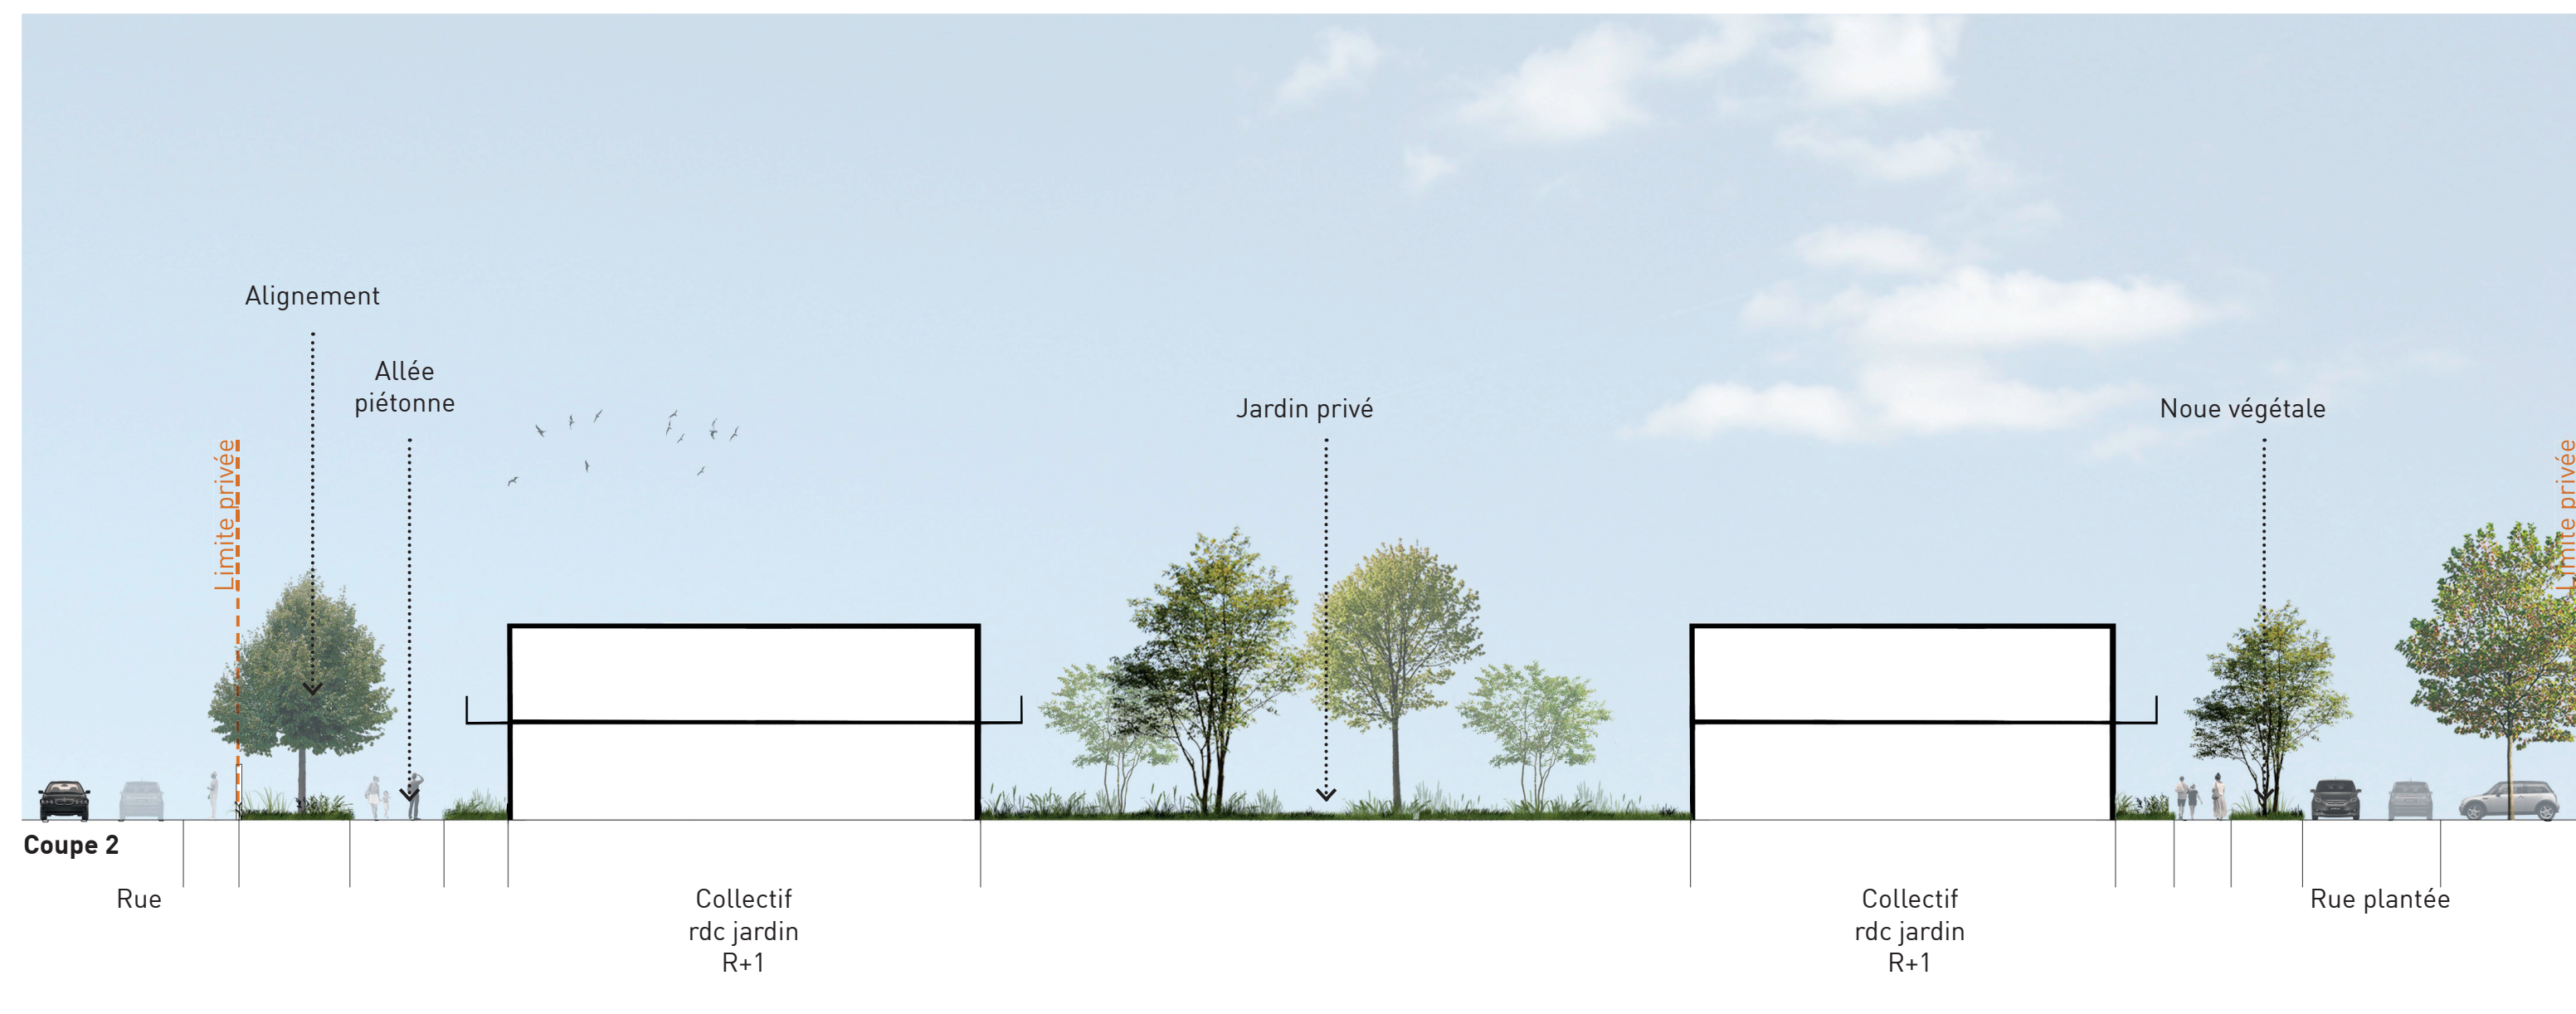 Alignement
Allée
piétonne
Limite privée
Jardin privé
Noue végétale
Limite privée
Coupe 2
Rue
Collectif
rdc jardin
R+1
Collectif
rdc jardin
R+1
Rue plantée